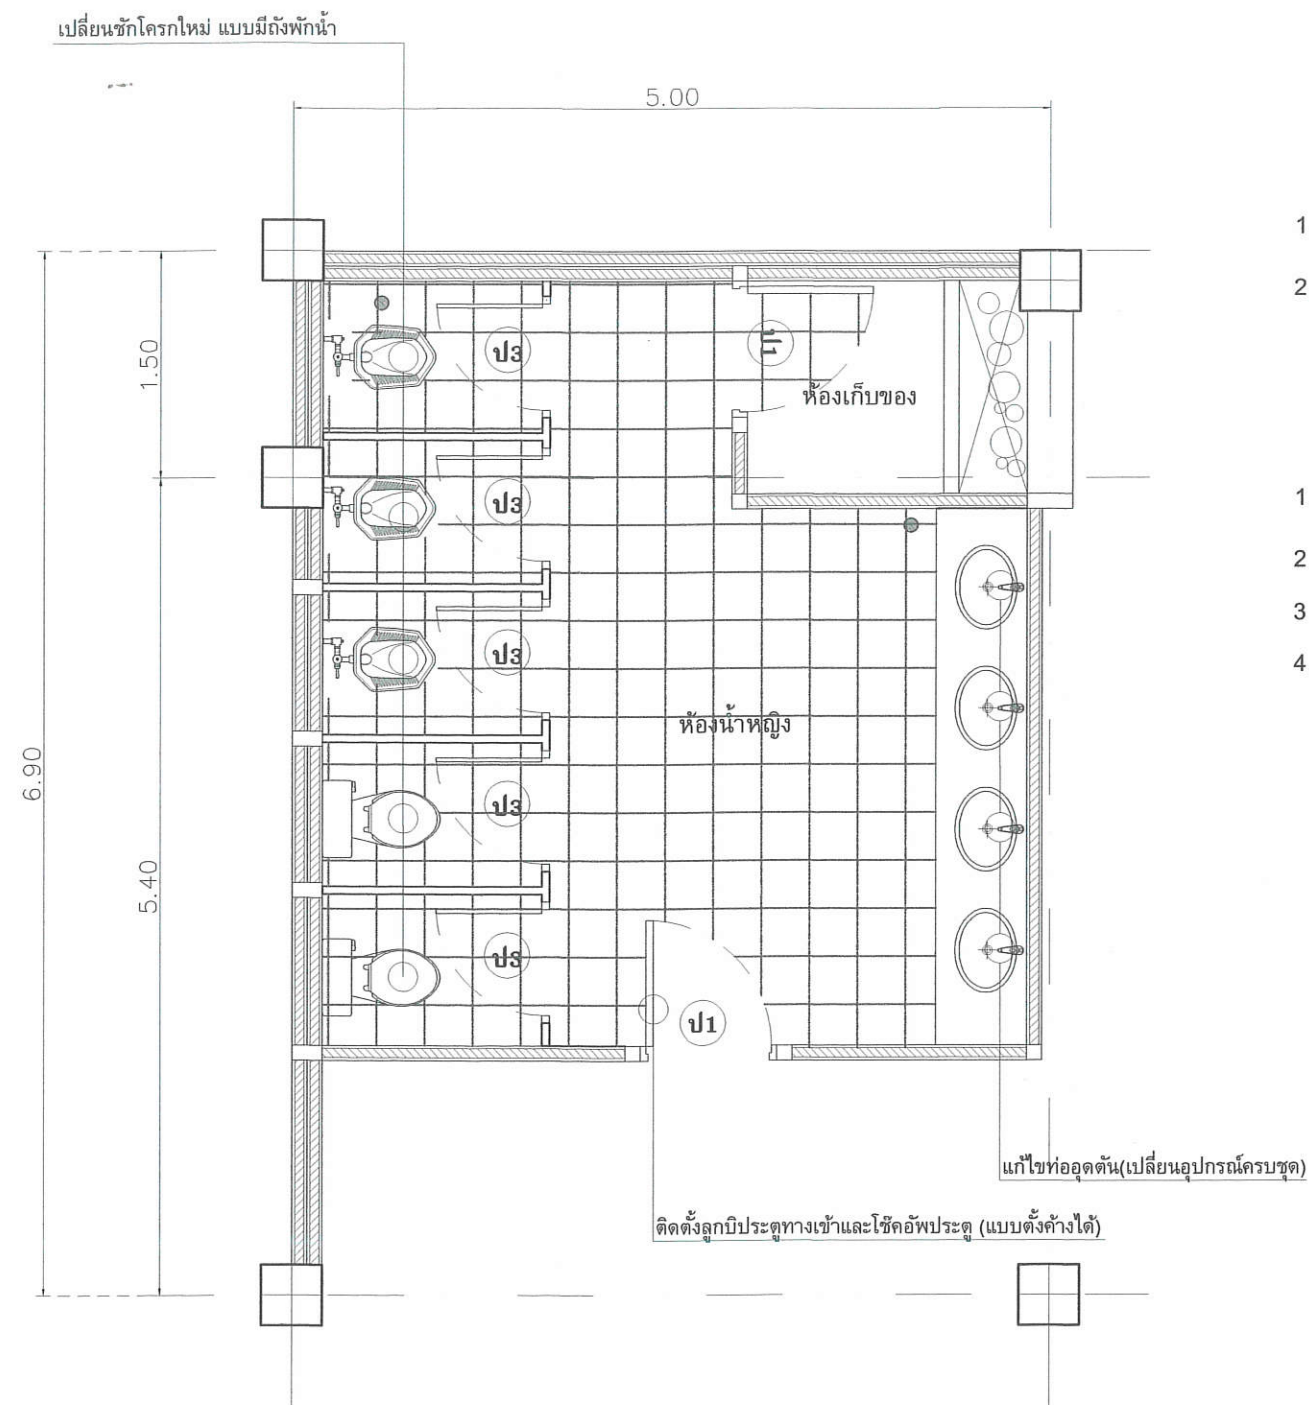 เปลี่ยนชักโครกใหม่ แบบมีถังพักน้ำ
5.00
1
2
1.50
ป3
ป1
ห้องเก็บของ
ป3
1
2
3
4
ป3
ห้องน้ำหญิง
6.90
ป3
5.40
ป3
ป1
แก้ไขท่ออุดตัน(เปลี่ยนอุปกรณ์ครบชุด)
ติดตั้งลูกบิประตูทางเข้าและโช๊คอัพประตู (แบบตั้งค้างได้)